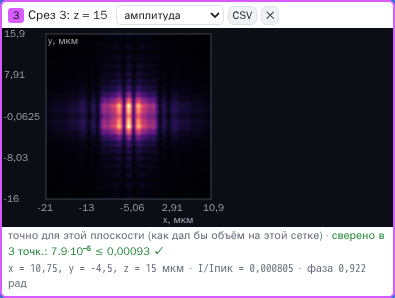 3 Срез 3: z = 15 амплитуда CSV ×
15,9
y, мкм
7,91
-0,0625
-8,03
-16
-21 -13 -5,06 2,91 10,9
x, мкм
точно для этой плоскости (как дал бы объём на этой сетке) · сверено в
3 точк.: 7.9·10⁻⁵ ≤ 0,00093 ✓
x = 10,75, y = -4,5, z = 15 мкм · I/Iпик = 0,000805 · фаза 0,922
рад